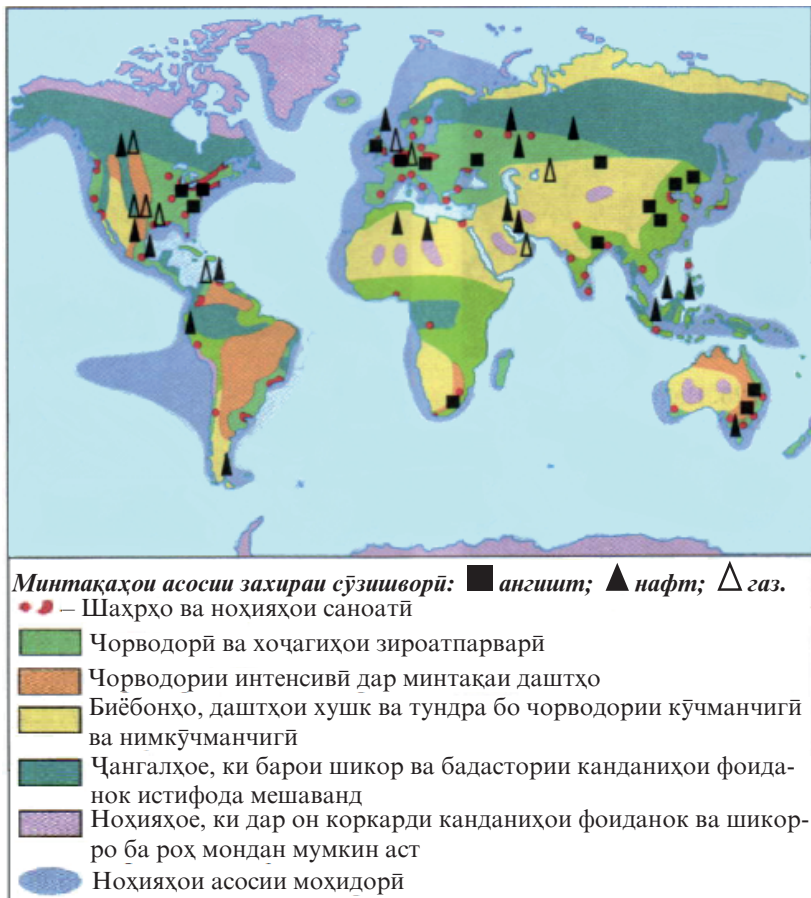 Минтақаҳои асосии захираи сӯзишворӣ: ■ ангишт; ▲ нафт; △ газ.
– Шаҳрҳо ва ноҳияҳои саноатӣ
Чорводорӣ ва хоҷагиҳои зироатпарварӣ
Чорводории интенсивӣ дар минтақаи даштҳо
Биёбонҳо, даштҳои хушк ва тундра бо чорводории кӯчманчигӣ
ва нимкӯчманчигӣ
Ҷангалҳое, ки барои шикор ва бадастории канданиҳои фоида-
нок истифода мешаванд
Ноҳияҳое, ки дар он коркарди канданиҳои фоиданок ва шикор-
ро ба роҳ мондан мумкин аст
Ноҳияҳои асосии моҳидорӣ